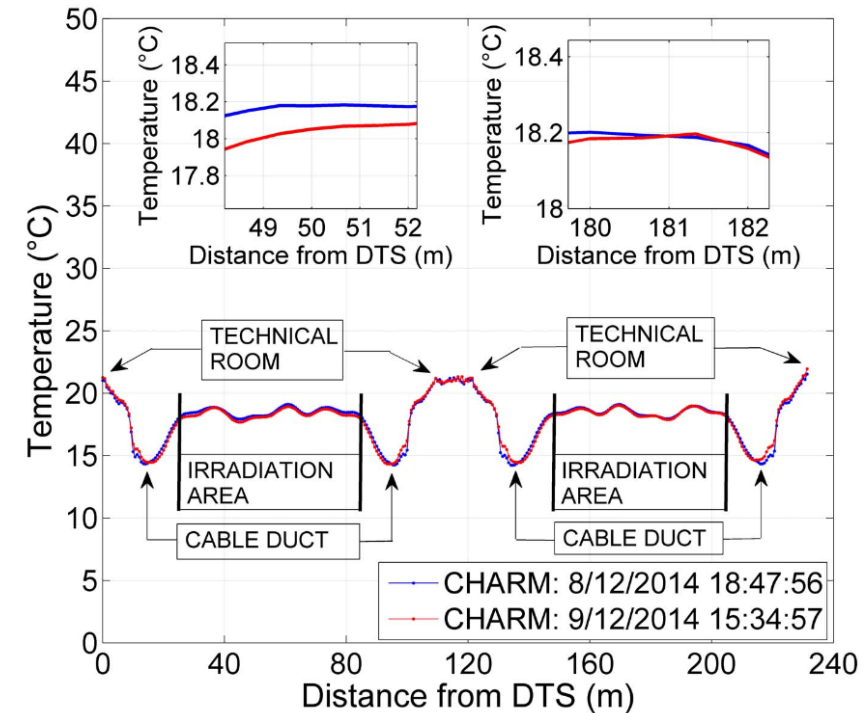 50
45
40
35
30
25
20
15
10
5
0
Temperature (°C)
0 40 80 120 160 200 240
Distance from DTS (m)
Temperature (°C)
18.4
18.2
18
17.8
49 50 51 52
Distance from DTS (m)
Temperature (°C)
18.4
18.2
18
180 181 182
Distance from DTS (m)
TECHNICAL
ROOM
TECHNICAL
ROOM
IRRADIATION
AREA
IRRADIATION
AREA
CABLE DUCT
CABLE DUCT
CHARM: 8/12/2014 18:47:56
CHARM: 9/12/2014 15:34:57